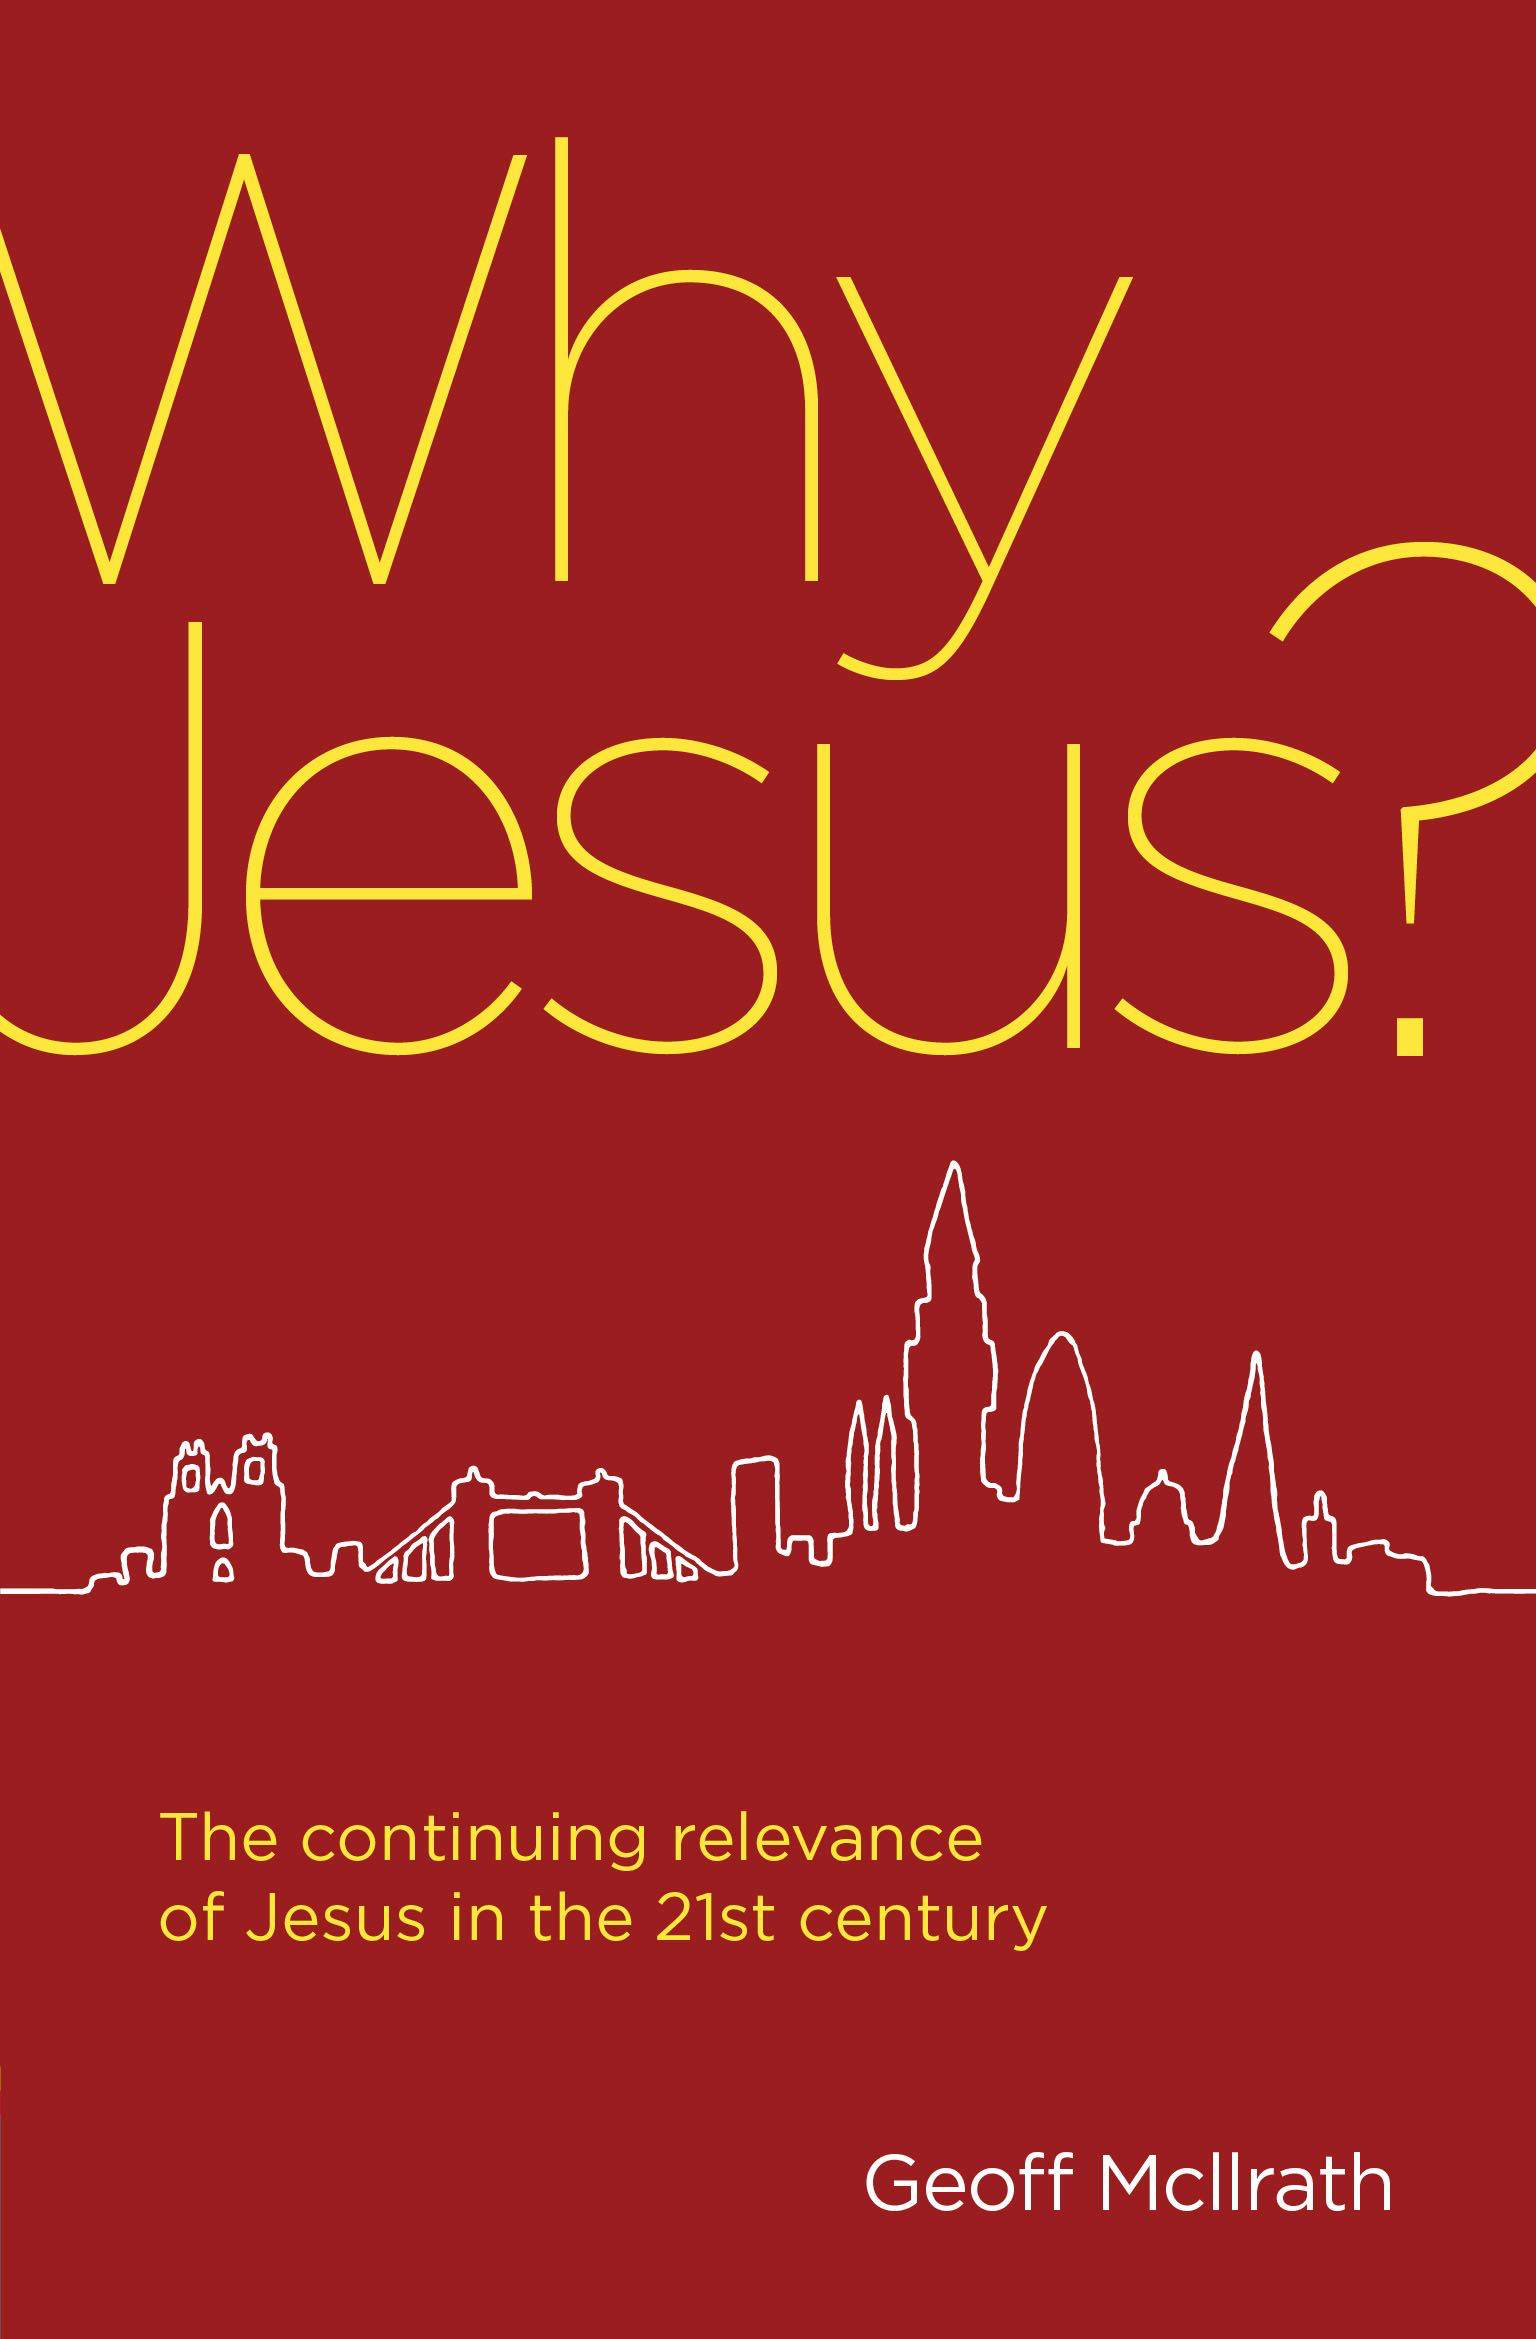 Why
Jesus?
The continuing relevance
of Jesus in the 21st century
Geoff McIlrath